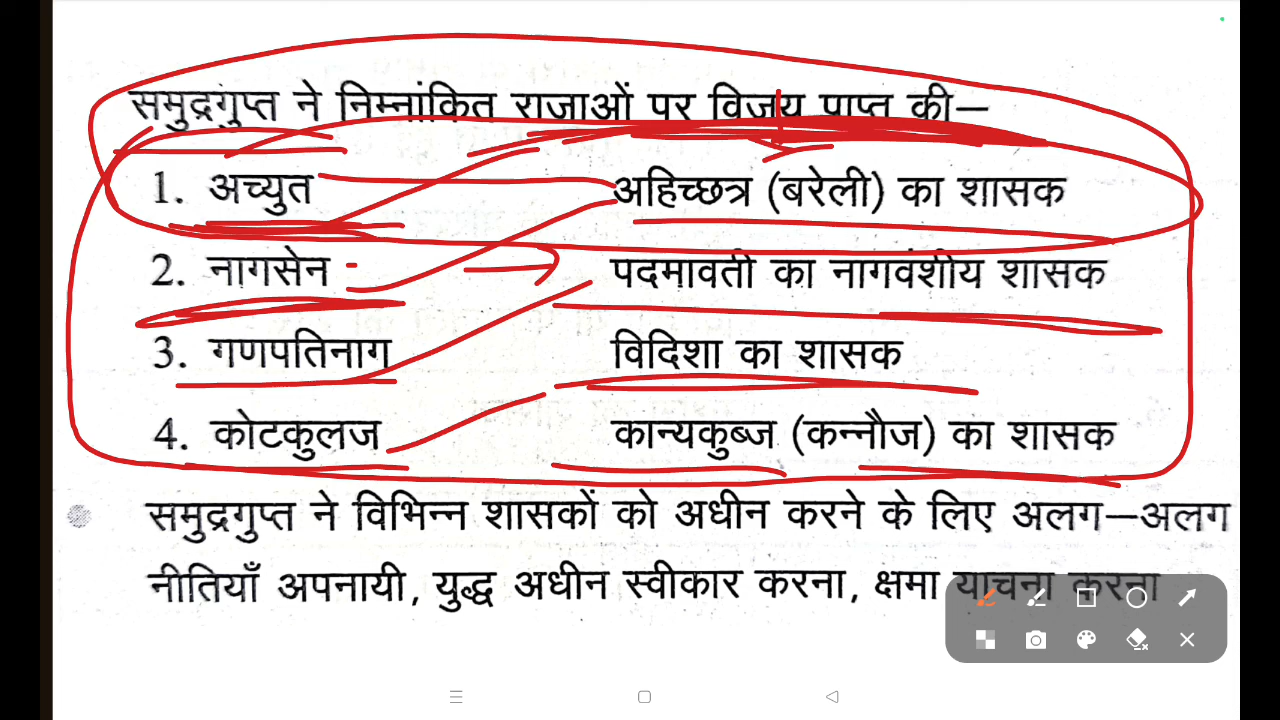 समुद्रगुप्त ने निम्नांकित राजाओं पर विजय प्राप्त की—
1. अच्युत अहिच्छत्र (बरेली) का शासक
2. नागसेन - पदमावती का नागवंशीय शासक
3. गणपतिनाग विदिशा का शासक
4. कोटकुलज कान्यकुब्ज (कन्नौज) का शासक
समुद्रगुप्त ने विभिन्न शासकों को अधीन करने के लिए अलग—अलग
नीतियाँ अपनायी, युद्ध अधीन स्वीकार करना, क्षमा याचना करना